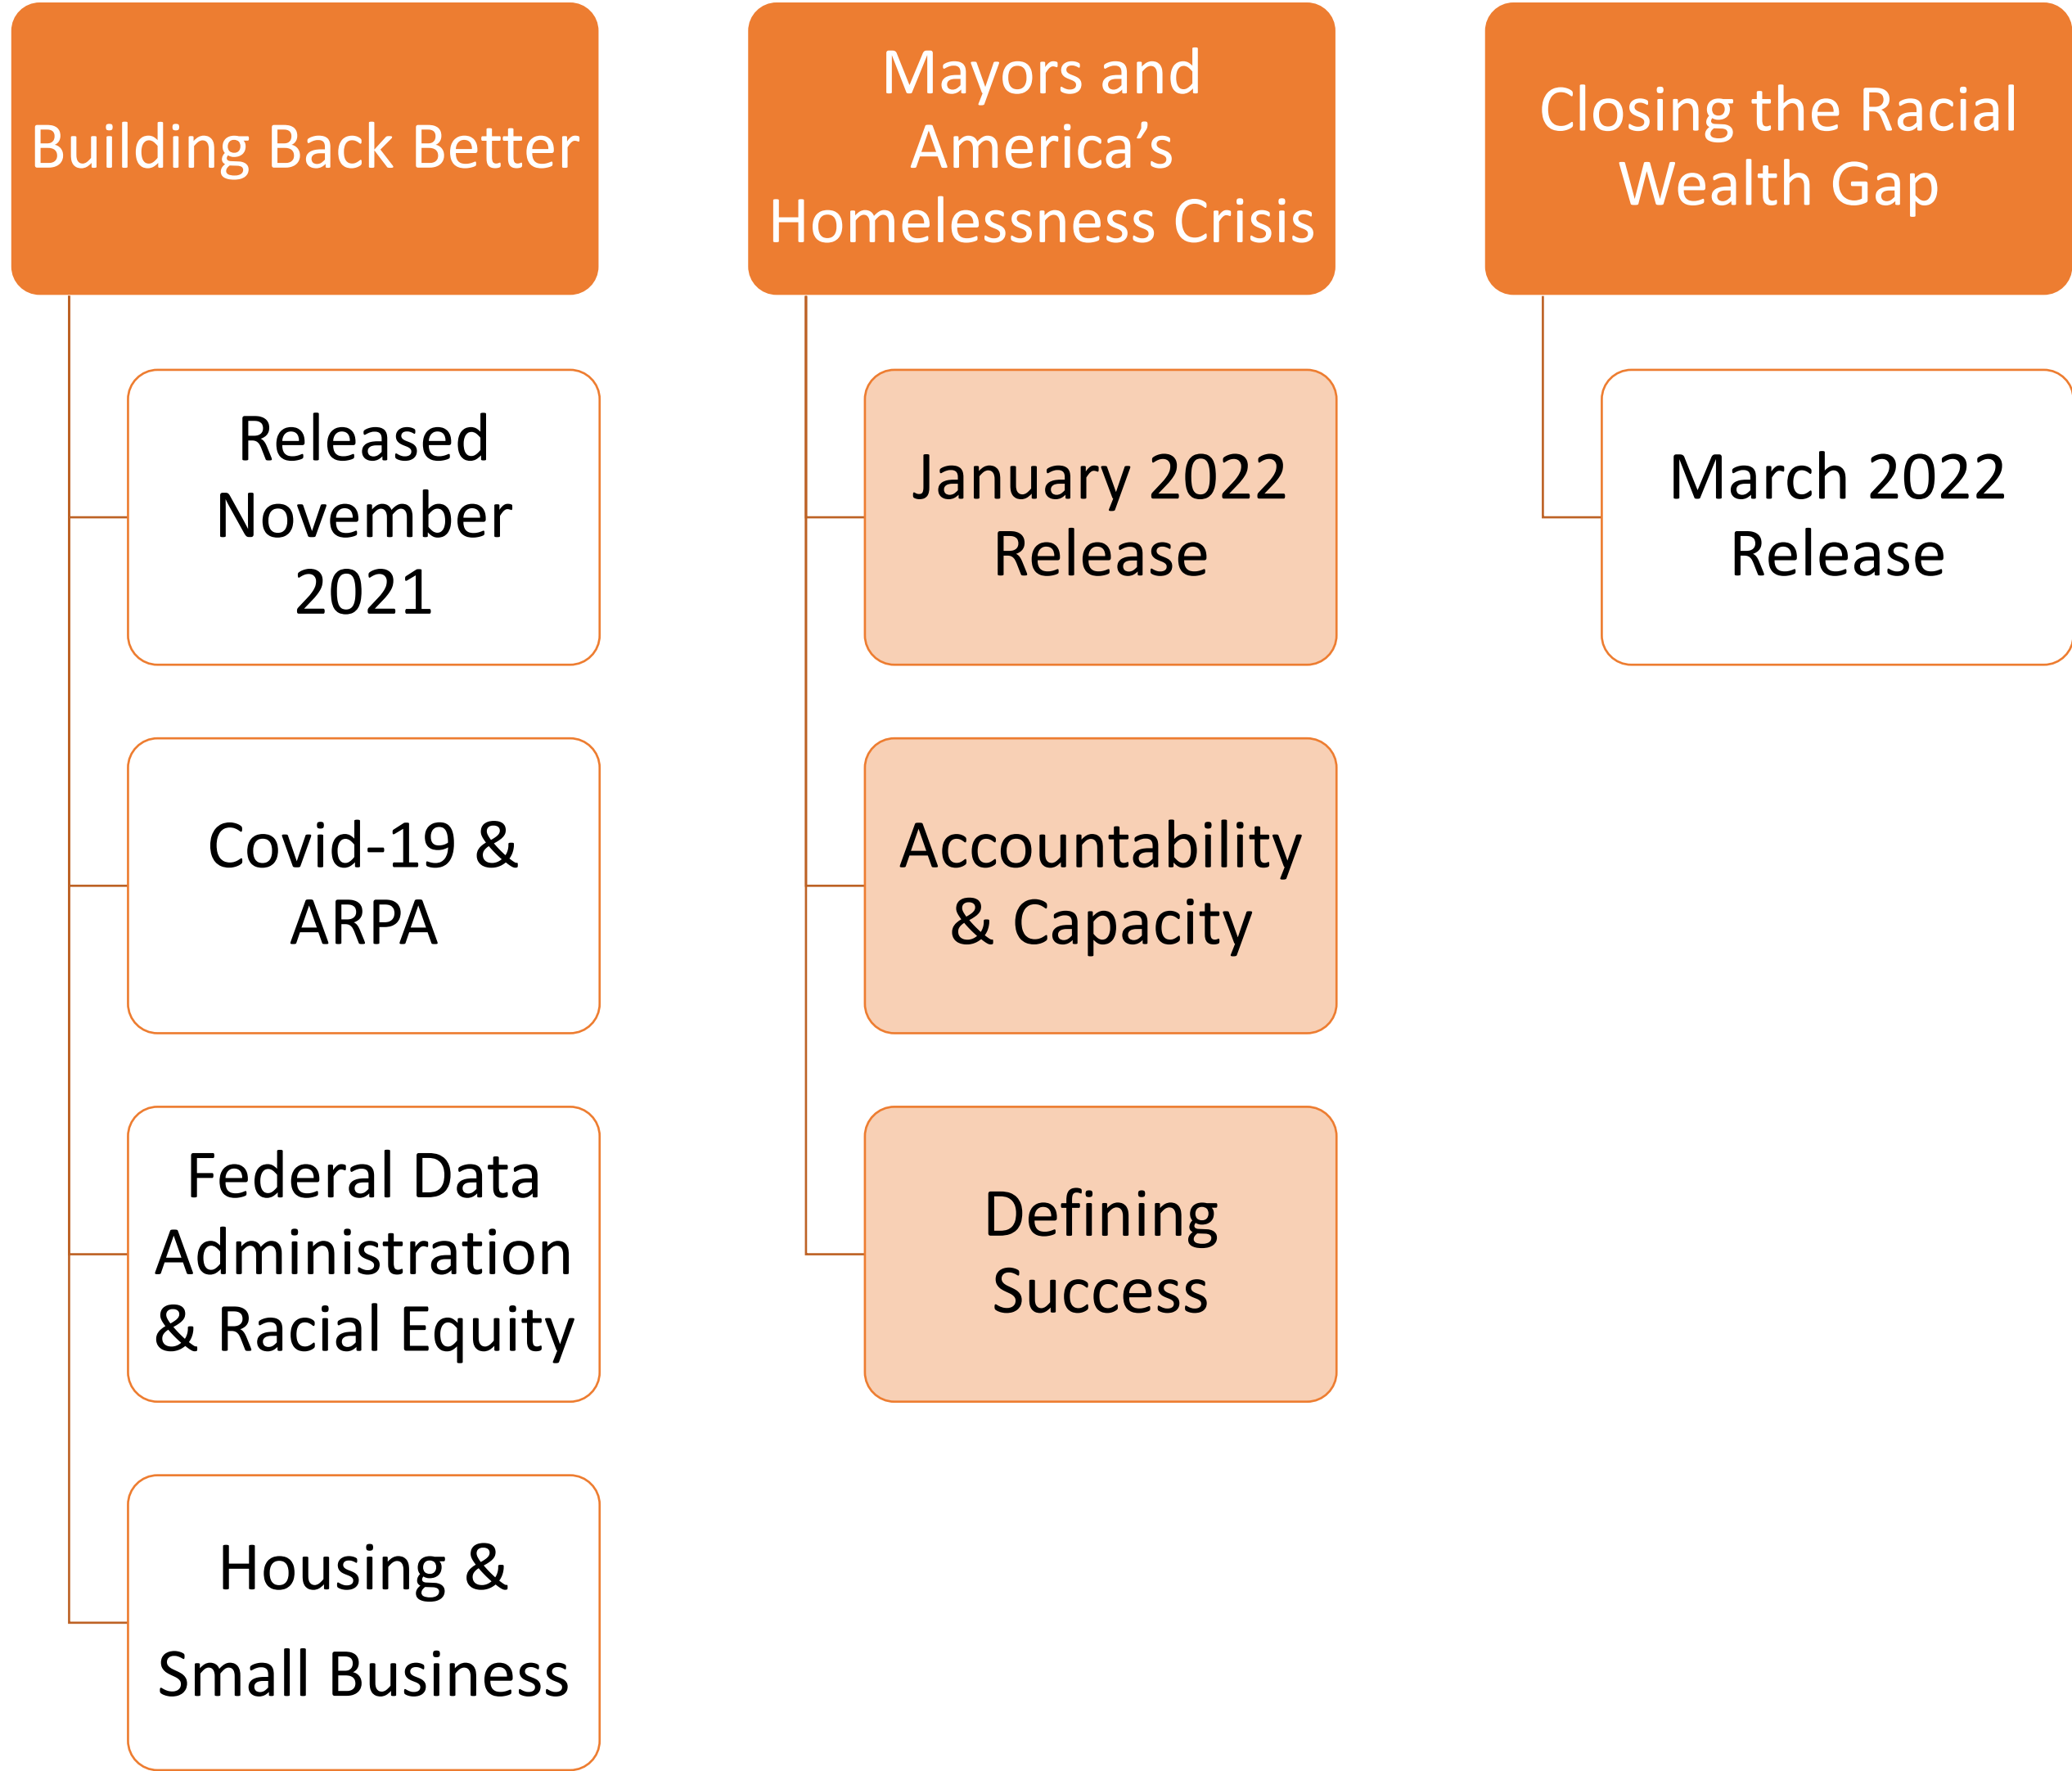 Building Back Better
Released
November
2021
Covid-19 &
ARPA
Federal Data
Administration
& Racial Equity
Housing &
Small Business
Mayors and
America’s
Homelessness Crisis
January 2022
Release
Accountability
& Capacity
Defining
Success
Closing the Racial
Wealth Gap
March 2022
Release